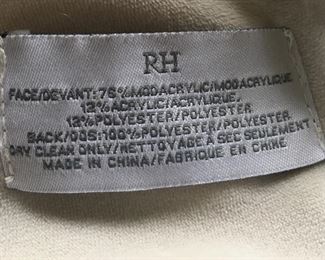 RH
FACE/DEVANT: 76%MODACRYLIC/MODACRYLIQUE
12%ACRYLIC/ACRYLIQUE
12%POLYESTER/POLYESTER
BACK/DOS:100%POLYESTER/POLYESTER
DRY CLEAN ONLY/NETTOYAGE A SEC SEULEMENT
MADE IN CHINA/FABRIQUE EN CHINE